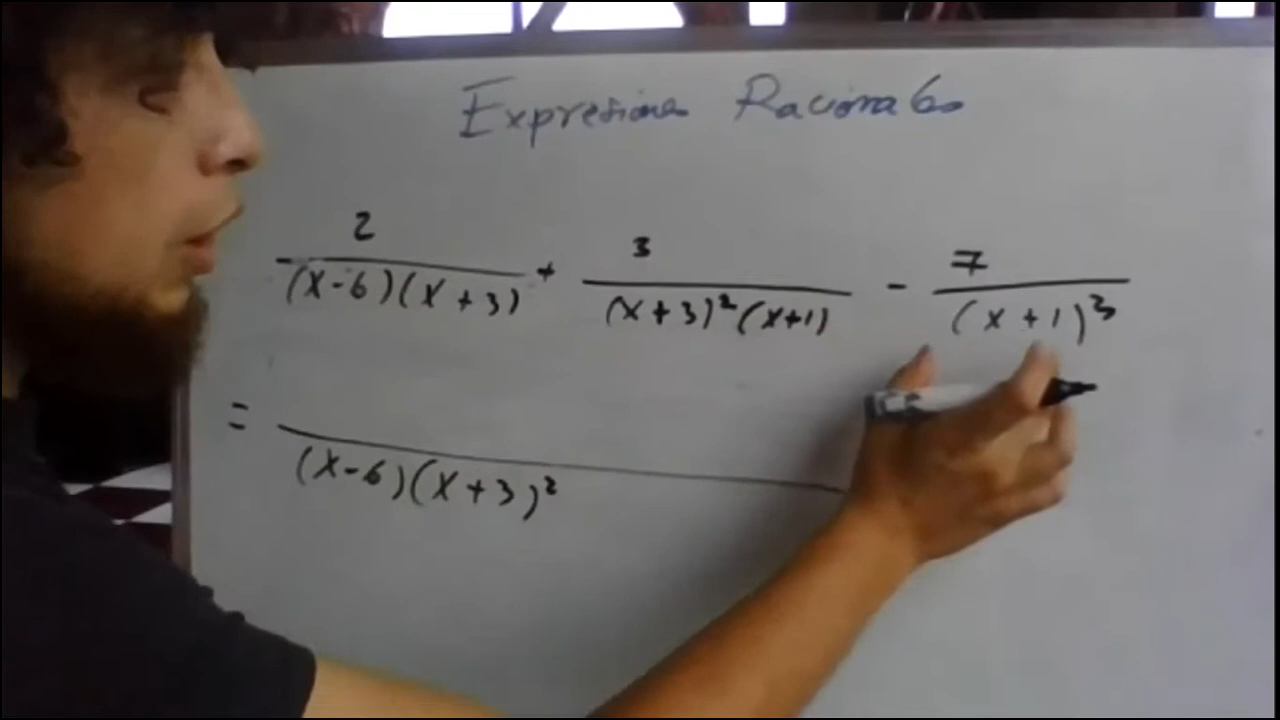 Expresiones Racionales
2/((x-6)(x+3)) + 3/((x+3)²(x+1)) - 7/((x+1)³)
= /((x-6)(x+3)²